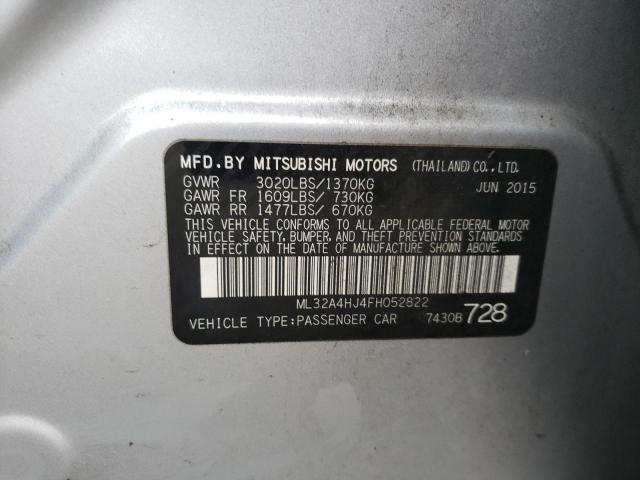 MFD.BY MITSUBISHI MOTORS (THAILAND) CO., LTD.
GVWR 3020LBS/1370KG JUN 2015
GAWR FR 1609LBS/ 730KG
GAWR RR 1477LBS/ 670KG
THIS VEHICLE CONFORMS TO ALL APPLICABLE FEDERAL MOTOR
VEHICLE SAFETY, BUMPER, AND THEFT PREVENTION STANDARDS
IN EFFECT ON THE DATE OF MANUFACTURE SHOWN ABOVE.
ML32A4HJ4FH052822
VEHICLE TYPE:PASSENGER CAR 7430B 728